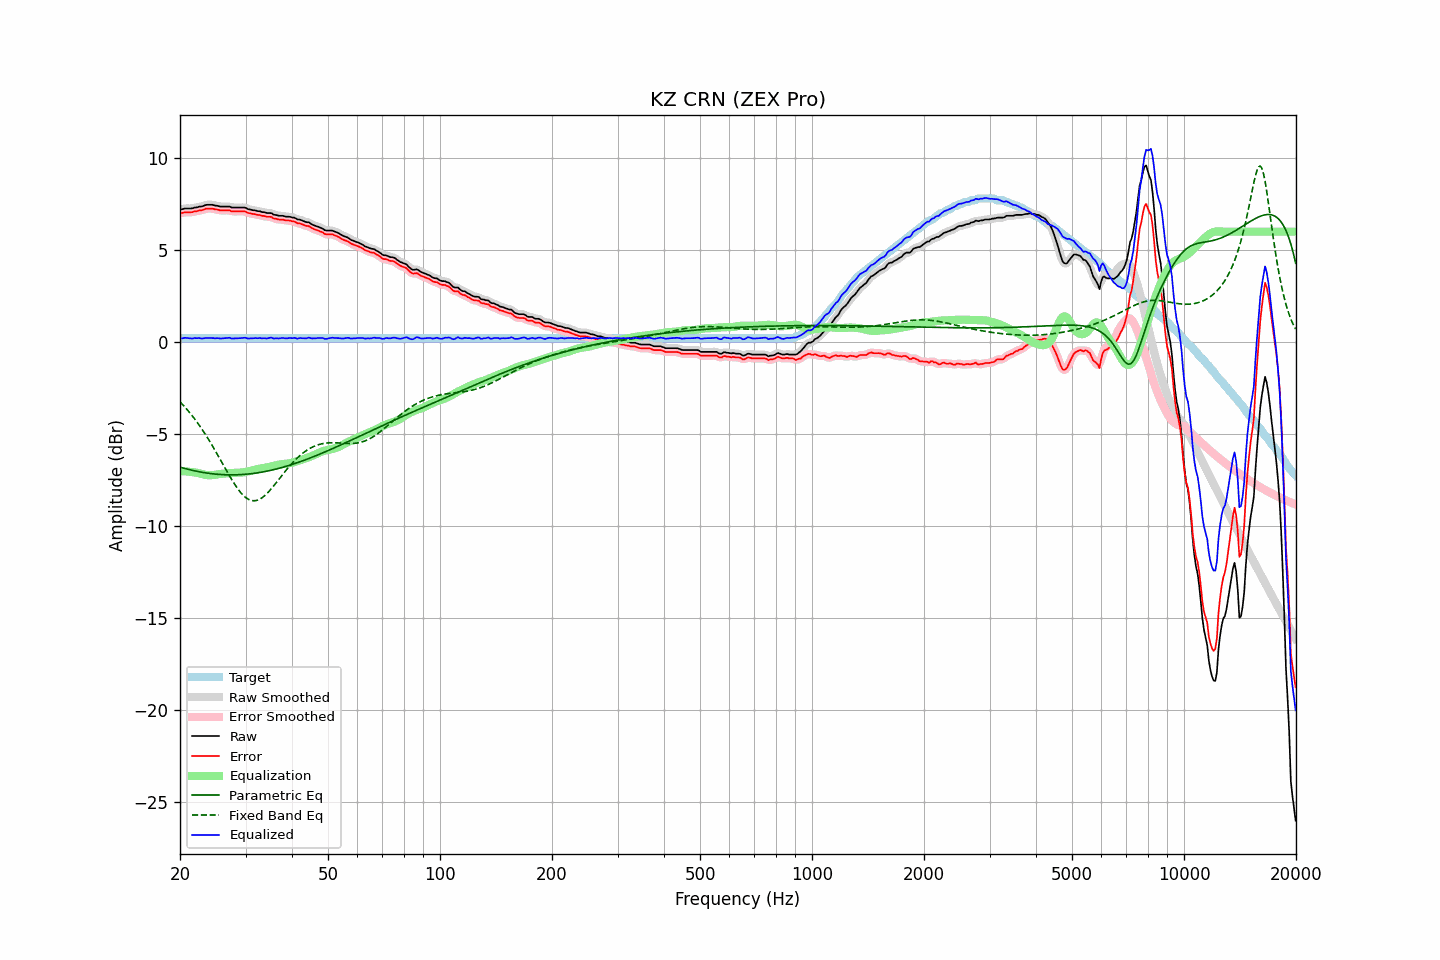 KZ CRN (ZEX Pro)
Amplitude (dBr)
10
5
0
−5
−10
−15
−20
−25
Target
Raw Smoothed
Error Smoothed
Raw
Error
Equalization
Parametric Eq
Fixed Band Eq
Equalized
20 50 100 200 500 1000 2000 5000 10000 20000
Frequency (Hz)